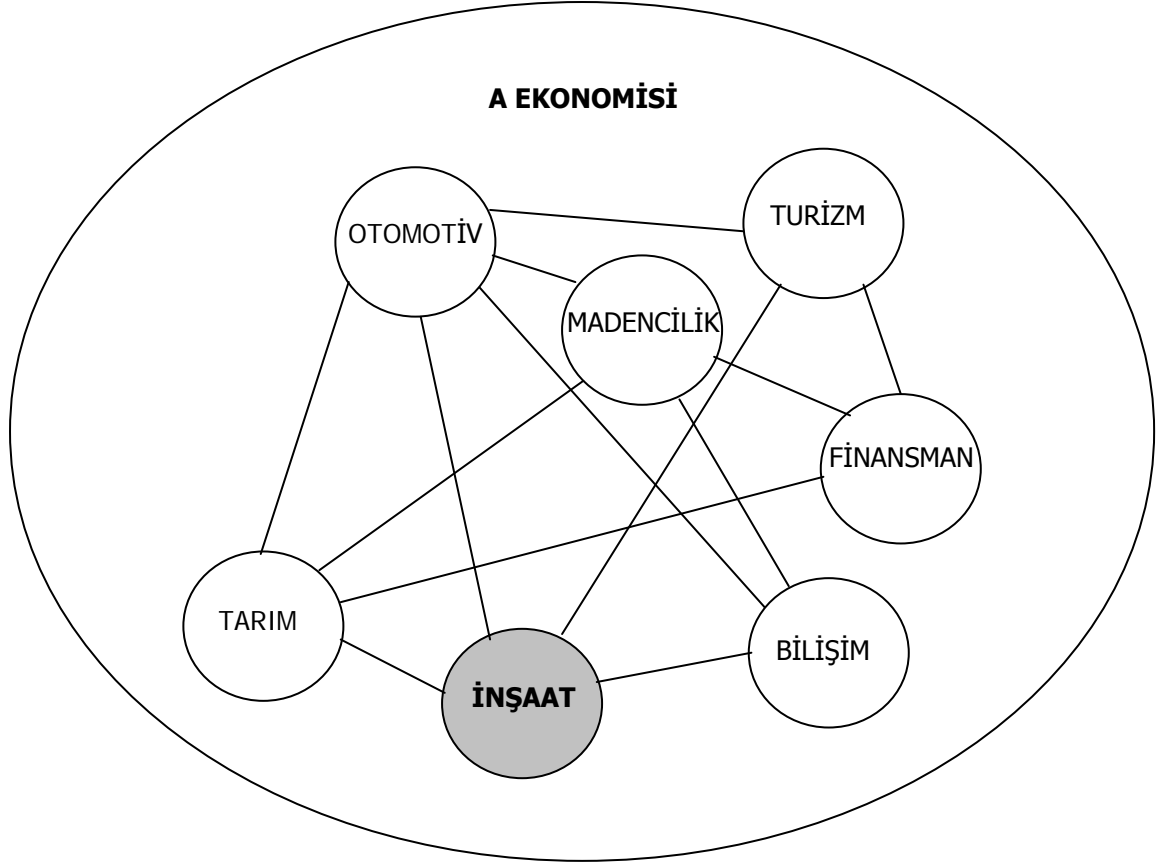 A EKONOMİSİ
TURİZM
OTOMOTİV
MADENCİLİK
FİNANSMAN
TARIM
BİLİŞİM
İNŞAAT